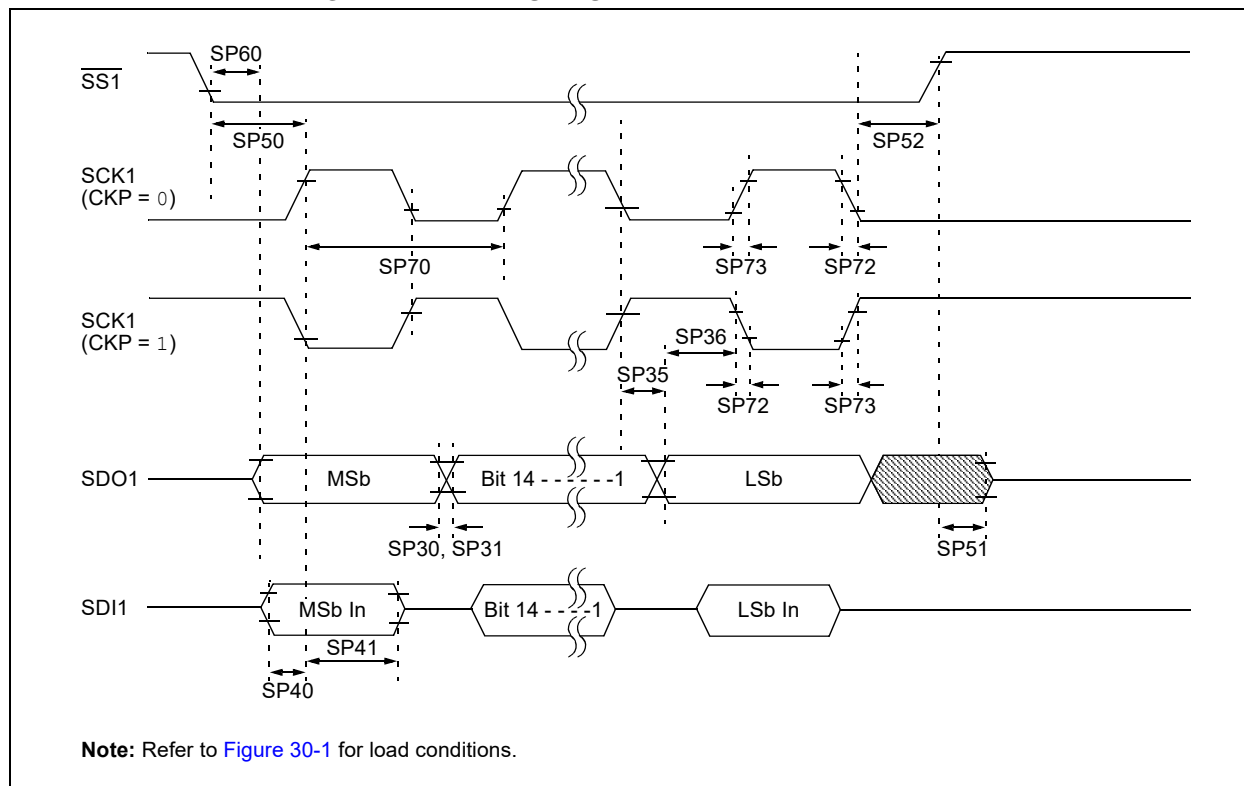 SP60
SS1
SP50
SP52
SCK1
(CKP = 0)
SP70
SP73
SP72
SCK1
(CKP = 1)
SP36
SP35
SP72
SP73
SDO1
MSb
Bit 14 - - - - - -1
LSb
SP30, SP31
SP51
SDI1
MSb In
Bit 14 - - - -1
LSb In
SP41
SP40
Note: Refer to Figure 30-1 for load conditions.